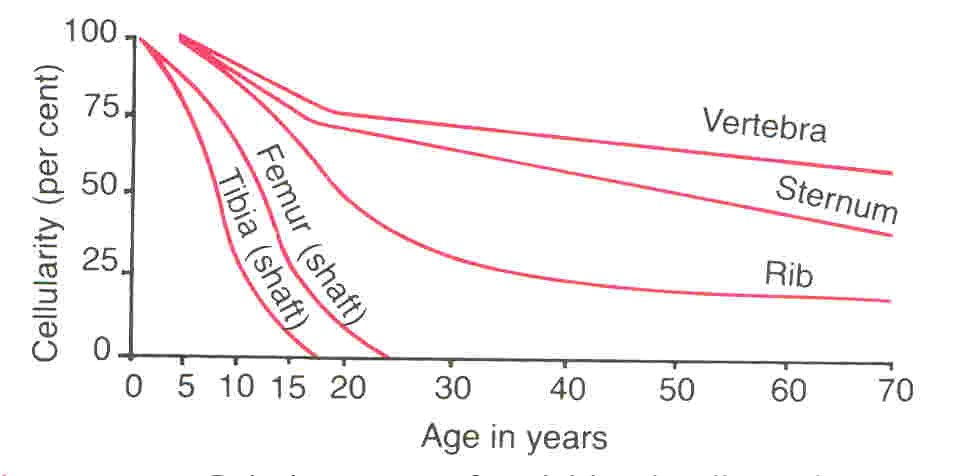 100
75
50
25
0
Cellularity (per cent)
Vertebra
Sternum
Rib
Femur (shaft)
Tibia (shaft)
0 5 10 15 20 30 40 50 60 70
Age in years